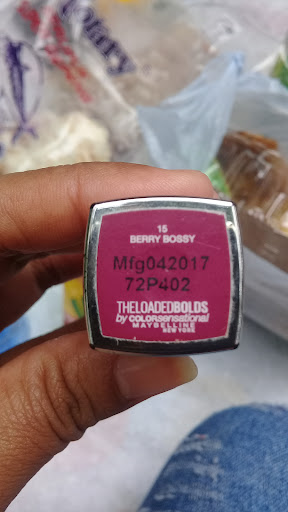 15
BERRY BOSSY
Mfg042017
72P402
THELOADEDBOLDS
by COLORsensational
MAYBELLINE
NEW YORK